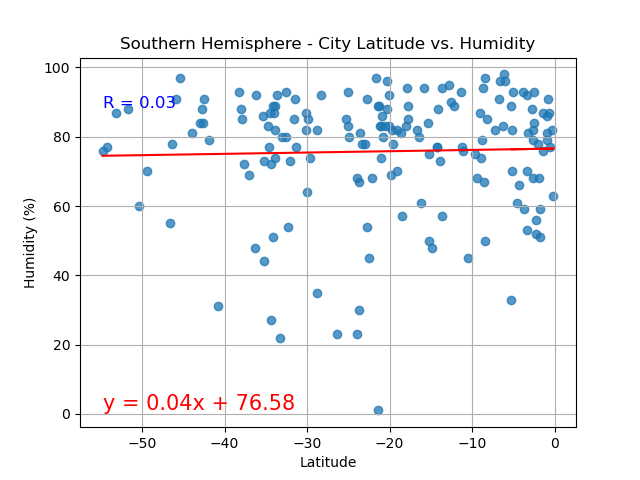 Southern Hemisphere - City Latitude vs. Humidity
100
80
60
40
20
0
Humidity (%)
R = 0.03
y = 0.04x + 76.58
−50 −40 −30 −20 −10 0
Latitude